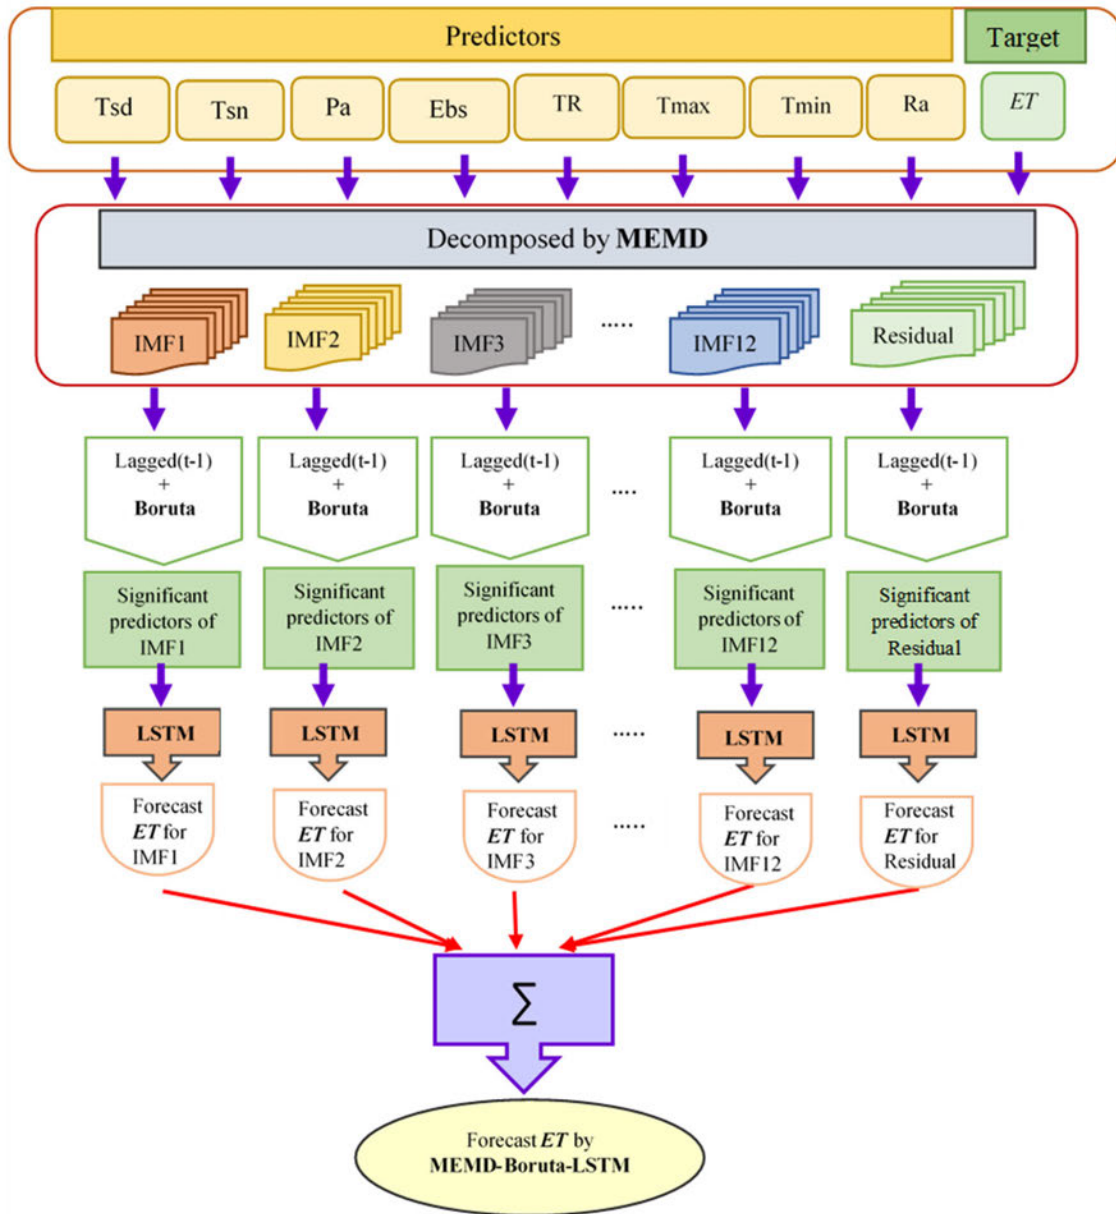 Predictors
Target
Tsd
Tsn
Pa
Ebs
TR
Tmax
Tmin
Ra
ET
Decomposed by MEMD
IMF1
IMF2
IMF3
.....
IMF12
Residual
Lagged(t-1)
+
Boruta
Lagged(t-1)
+
Boruta
Lagged(t-1)
+
Boruta
....
Lagged(t-1)
+
Boruta
Lagged(t-1)
+
Boruta
Significant
predictors of
IMF1
Significant
predictors of
IMF2
Significant
predictors of
IMF3
.....
Significant
predictors of
IMF12
Significant
predictors of
Residual
LSTM
LSTM
LSTM
.....
LSTM
LSTM
Forecast
ET for
IMF1
Forecast
ET for
IMF2
Forecast
ET for
IMF3
.....
Forecast
ET for
IMF12
Forecast
ET for
Residual
∑
Forecast ET by
MEMD-Boruta-LSTM